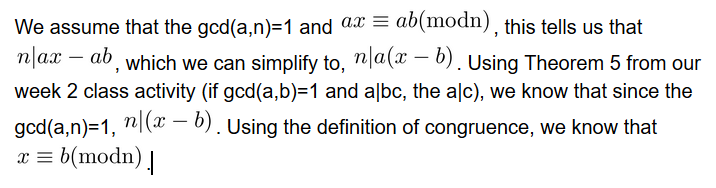 We assume that the gcd(a,n)=1 and ax ≡ ab(modn), this tells us that
n|ax − ab, which we can simplify to, n|a(x − b). Using Theorem 5 from our
week 2 class activity (if gcd(a,b)=1 and a|bc, the a|c), we know that since the
gcd(a,n)=1, n|(x − b). Using the definition of congruence, we know that
x ≡ b(modn).